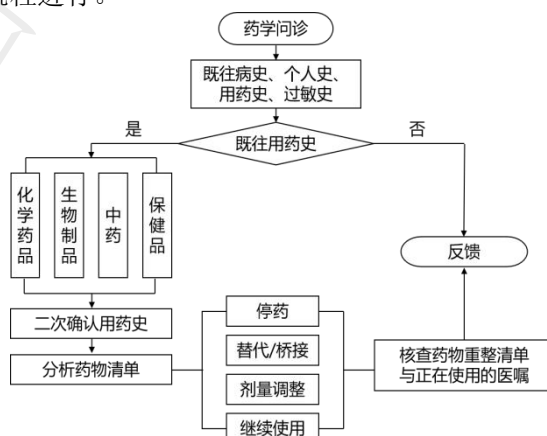 药学问诊
既往病史、个人史、
用药史、过敏史
既往用药史
是
否
化学药品
生物制品
中药
保健品
反馈
二次确认用药史
分析药物清单
停药
替代/桥接
剂量调整
继续使用
核查药物重整清单
与正在使用的医嘱